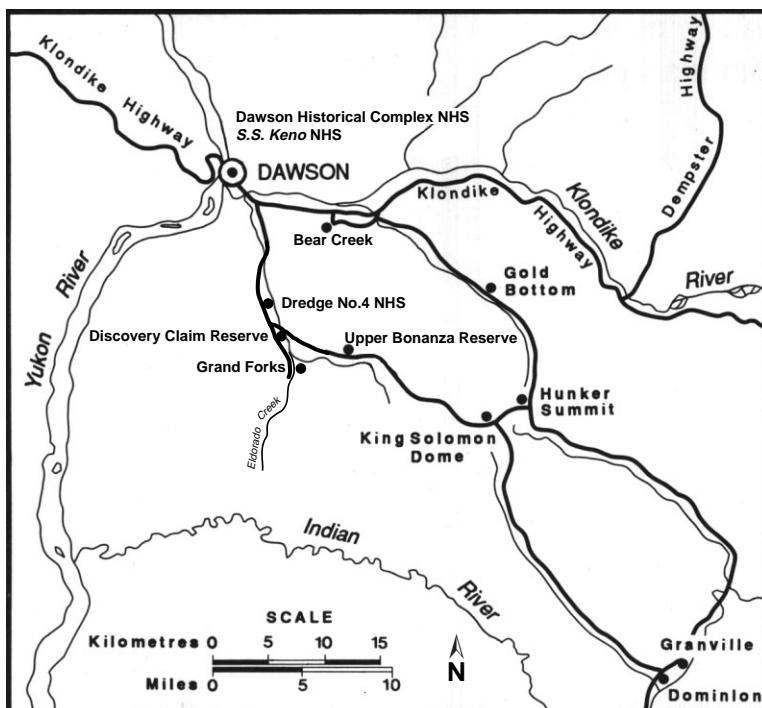 Klondike
Highway
Dawson Historical Complex NHS
S.S. Keno NHS
DAWSON
Highway
Dempster
Klondike
Highway
Klondike
River
Bear Creek
Gold
Bottom
Yukon
River
Dredge No.4 NHS
Discovery Claim Reserve
Upper Bonanza Reserve
Grand Forks
Eldorado Creek
Hunker
Summit
King Solomon
Dome
Indian
River
SCALE
Kilometres 0 5 10 15
Miles 0 5 10
N
Granville
Dominion